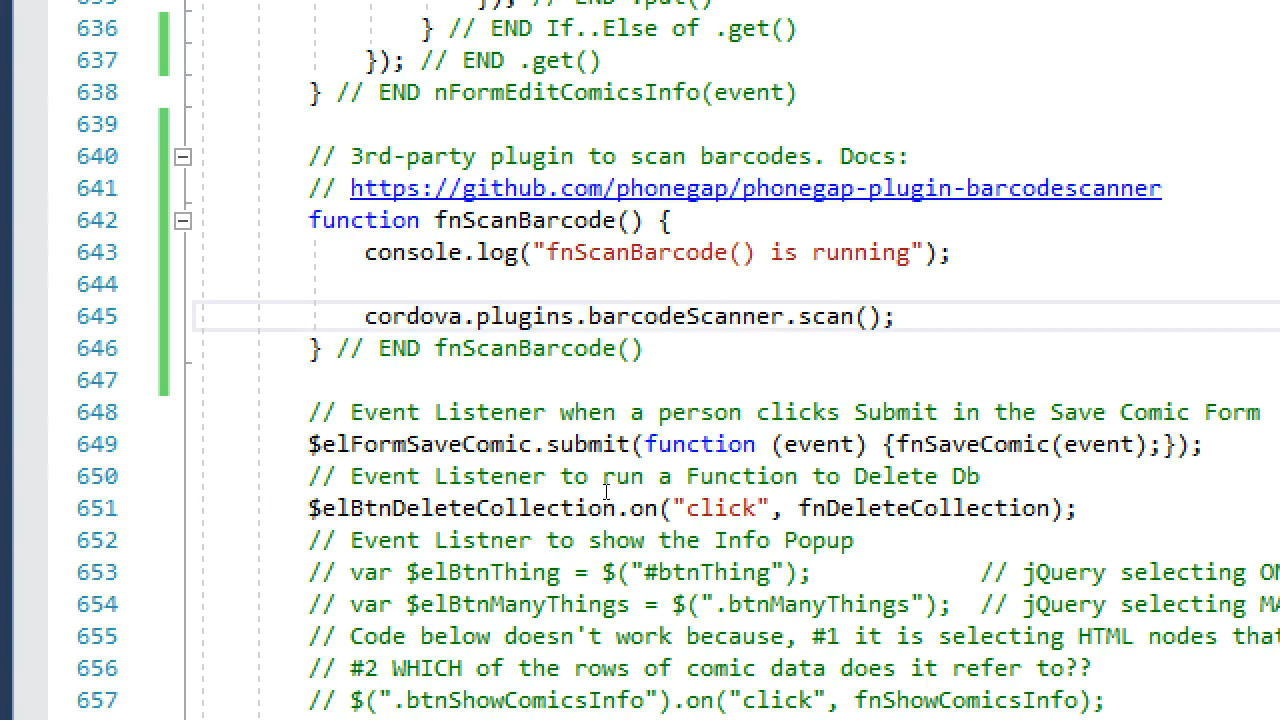 635 }); // END .put()
636 } // END If..Else of .get()
637 }); // END .get()
638 } // END nFormEditComicsInfo(event)
639
640 // 3rd-party plugin to scan barcodes. Docs:
641 // https://github.com/phonegap/phonegap-plugin-barcodescanner
642 function fnScanBarcode() {
643 console.log("fnScanBarcode() is running");
644
645 cordova.plugins.barcodeScanner.scan();
646 } // END fnScanBarcode()
647
648 // Event Listener when a person clicks Submit in the Save Comic Form
649 $elFormSaveComic.submit(function (event) {fnSaveComic(event);});
650 // Event Listener to run a Function to Delete Db
651 $elBtnDeleteCollection.on("click", fnDeleteCollection);
652 // Event Listner to show the Info Popup
653 // var $elBtnThing = $("#btnThing"); // jQuery selecting
654 // var $elBtnManyThings = $(".btnManyThings"); // jQuery selecting
655 // Code below doesn't work because, #1 it is selecting HTML nodes that
656 // #2 WHICH of the rows of comic data does it refer to??
657 // $(".btnShowComicsInfo").on("click", fnShowComicsInfo);